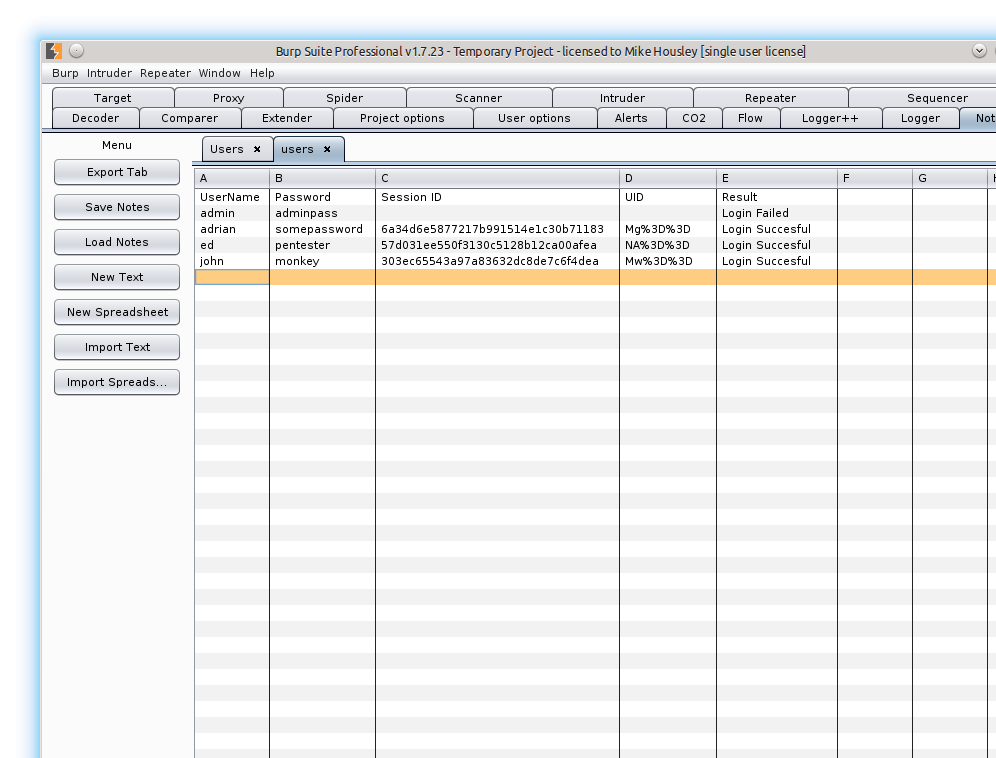 Burp Suite Professional v1.7.23 - Temporary Project - licensed to Mike Housley [single user license]
Burp Intruder Repeater Window Help
Target Proxy Spider Scanner Intruder Repeater Sequencer
Decoder Comparer Extender Project options User options Alerts CO2 Flow Logger++ Logger Not
Menu
Export Tab
Save Notes
Load Notes
New Text
New Spreadsheet
Import Text
Import Spreads...
Users × users ×
A B C D E F G H
UserName Password Session ID UID Result
admin adminpass Login Failed
adrian somepassword 6a34d6e5877217b991514e1c30b71183 Mg%3D%3D Login Succesful
ed pentester 57d031ee550f3130c5128b12ca00afea NA%3D%3D Login Succesful
john monkey 303ec65543a97a83632dc8de7c6f4dea Mw%3D%3D Login Succesful